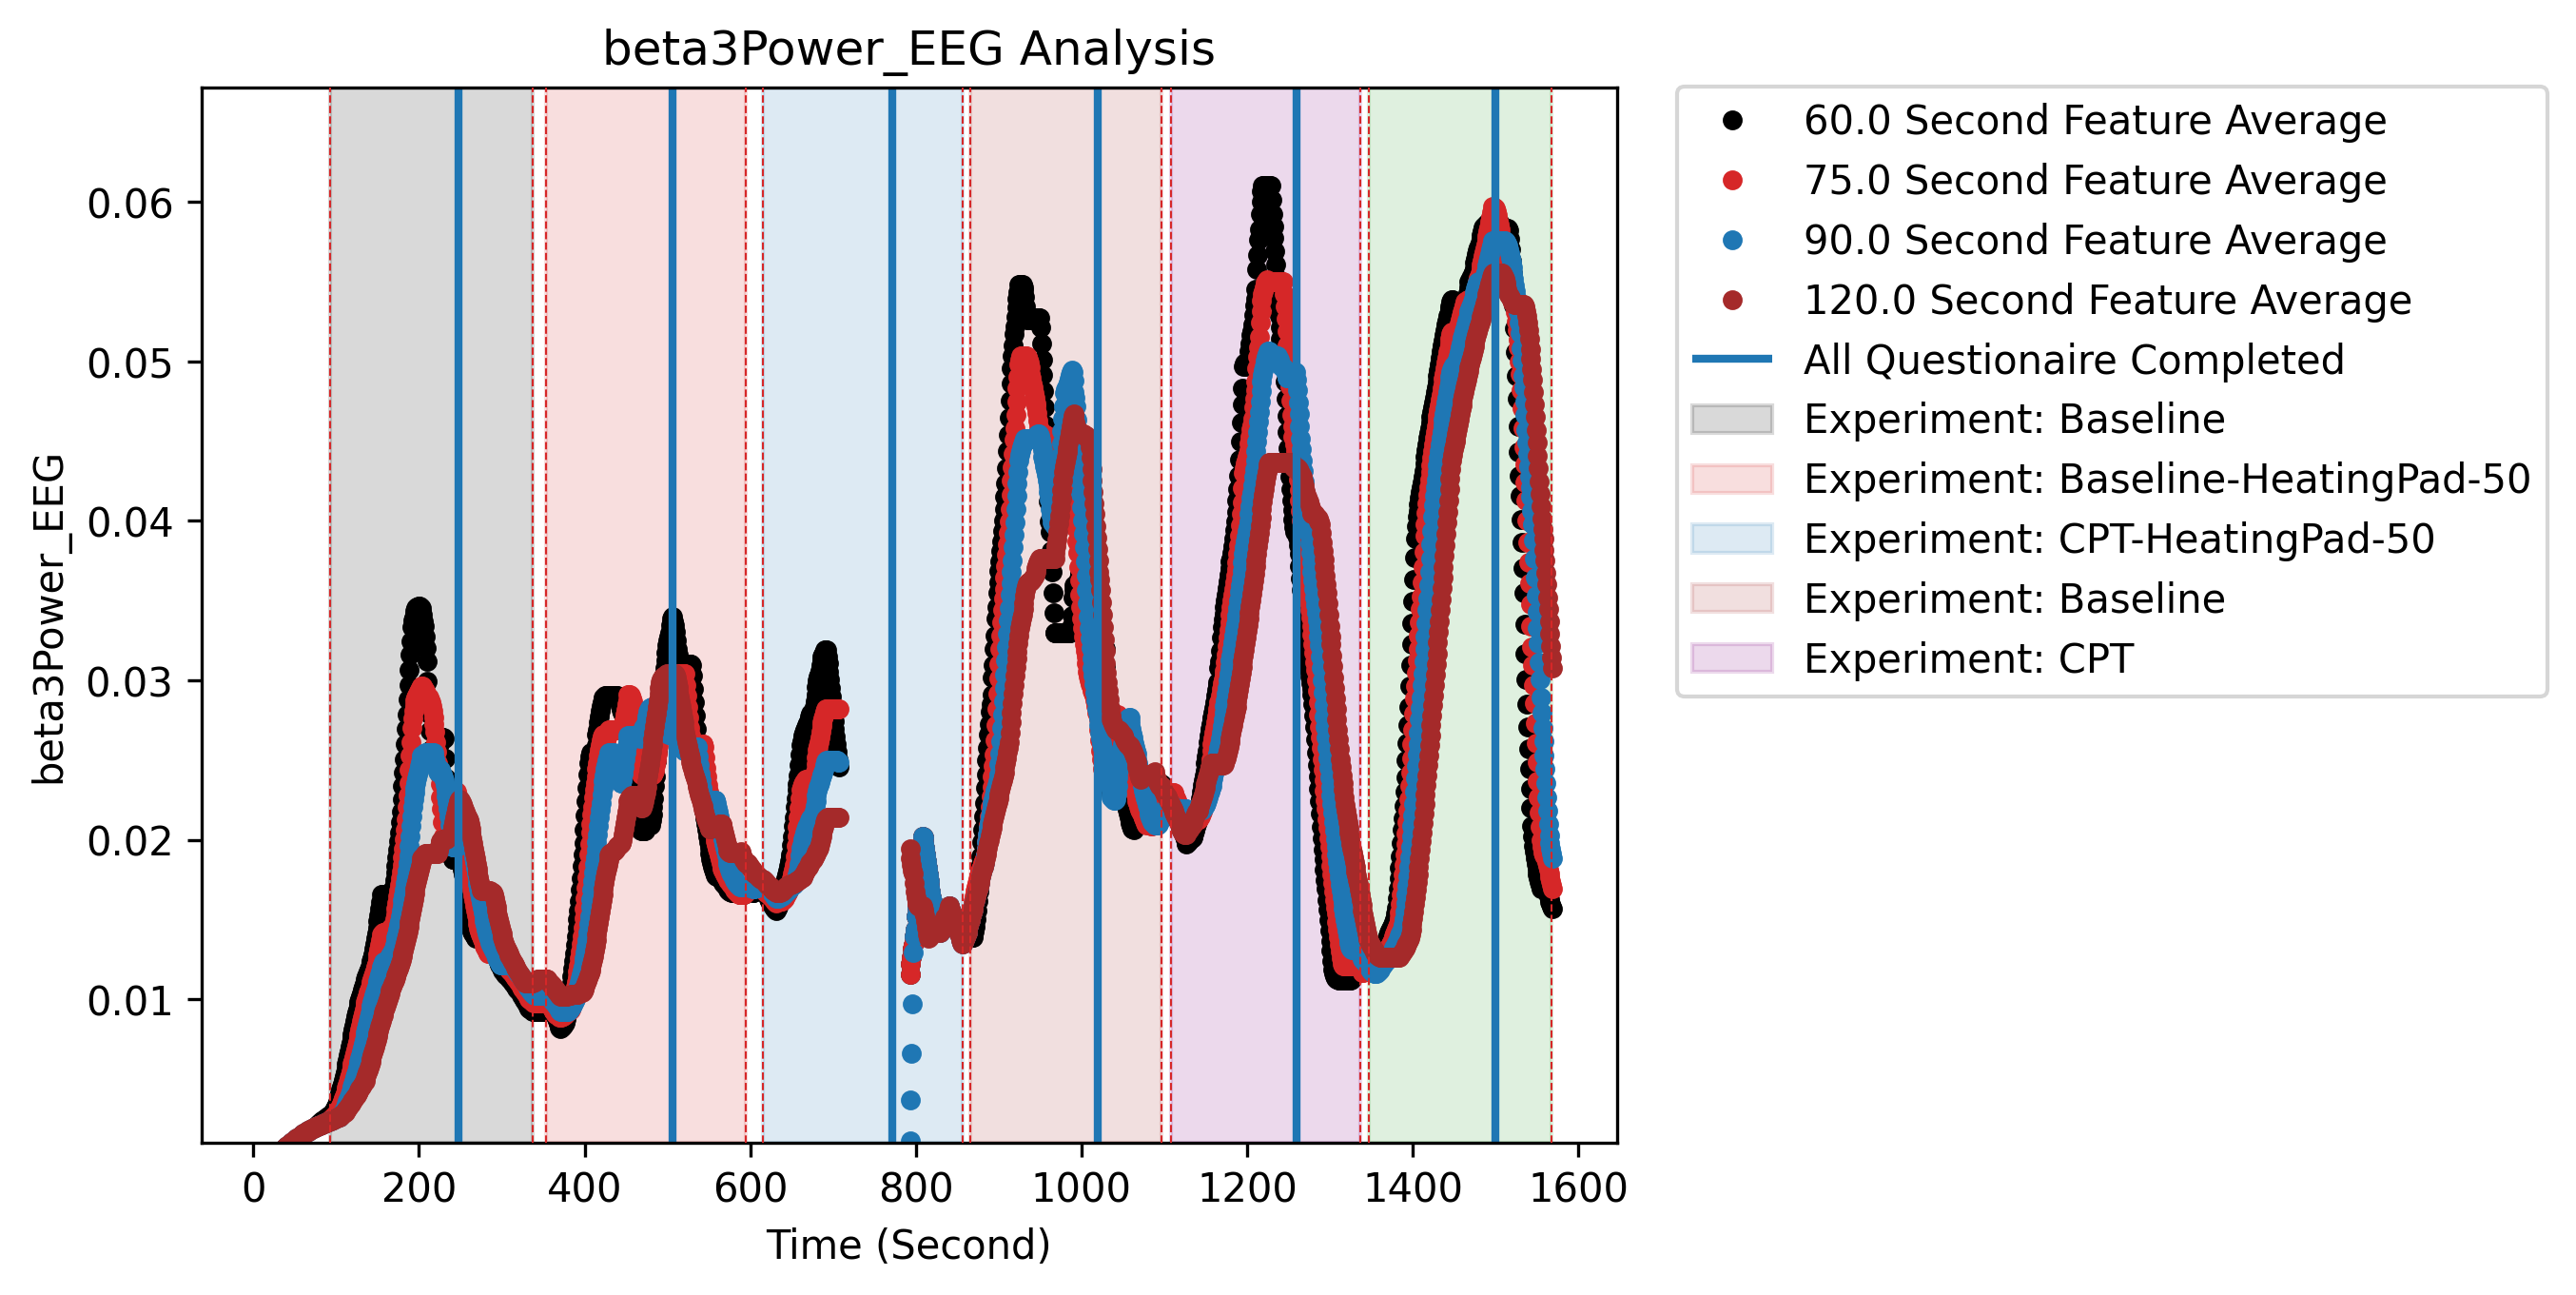 beta3Power_EEG Analysis
0.06
0.05
0.04
0.03
0.02
0.01
beta3Power_EEG
0 200 400 600 800 1000 1200 1400 1600
Time (Second)
60.0 Second Feature Average
75.0 Second Feature Average
90.0 Second Feature Average
120.0 Second Feature Average
All Questionaire Completed
Experiment: Baseline
Experiment: Baseline-HeatingPad-50
Experiment: CPT-HeatingPad-50
Experiment: Baseline
Experiment: CPT